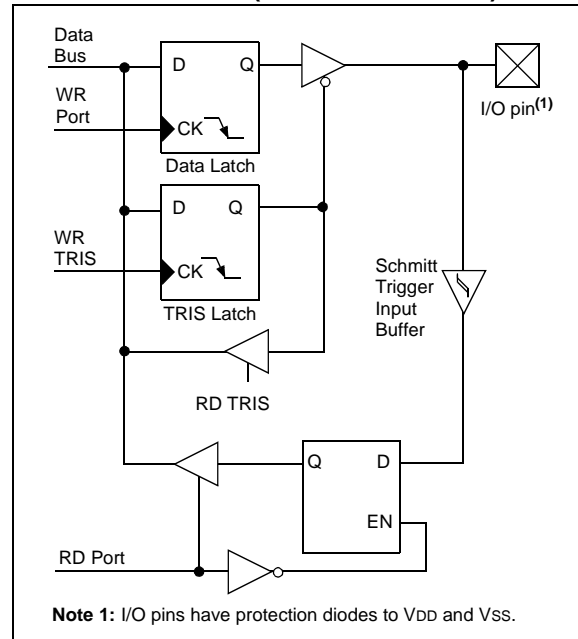 Data
Bus
D Q
I/O pin(1)
WR
Port
CK
Data Latch
D Q
WR
TRIS
CK
TRIS Latch
Schmitt
Trigger
Input
Buffer
RD TRIS
Q D
EN
RD Port
Note 1: I/O pins have protection diodes to VDD and VSS.